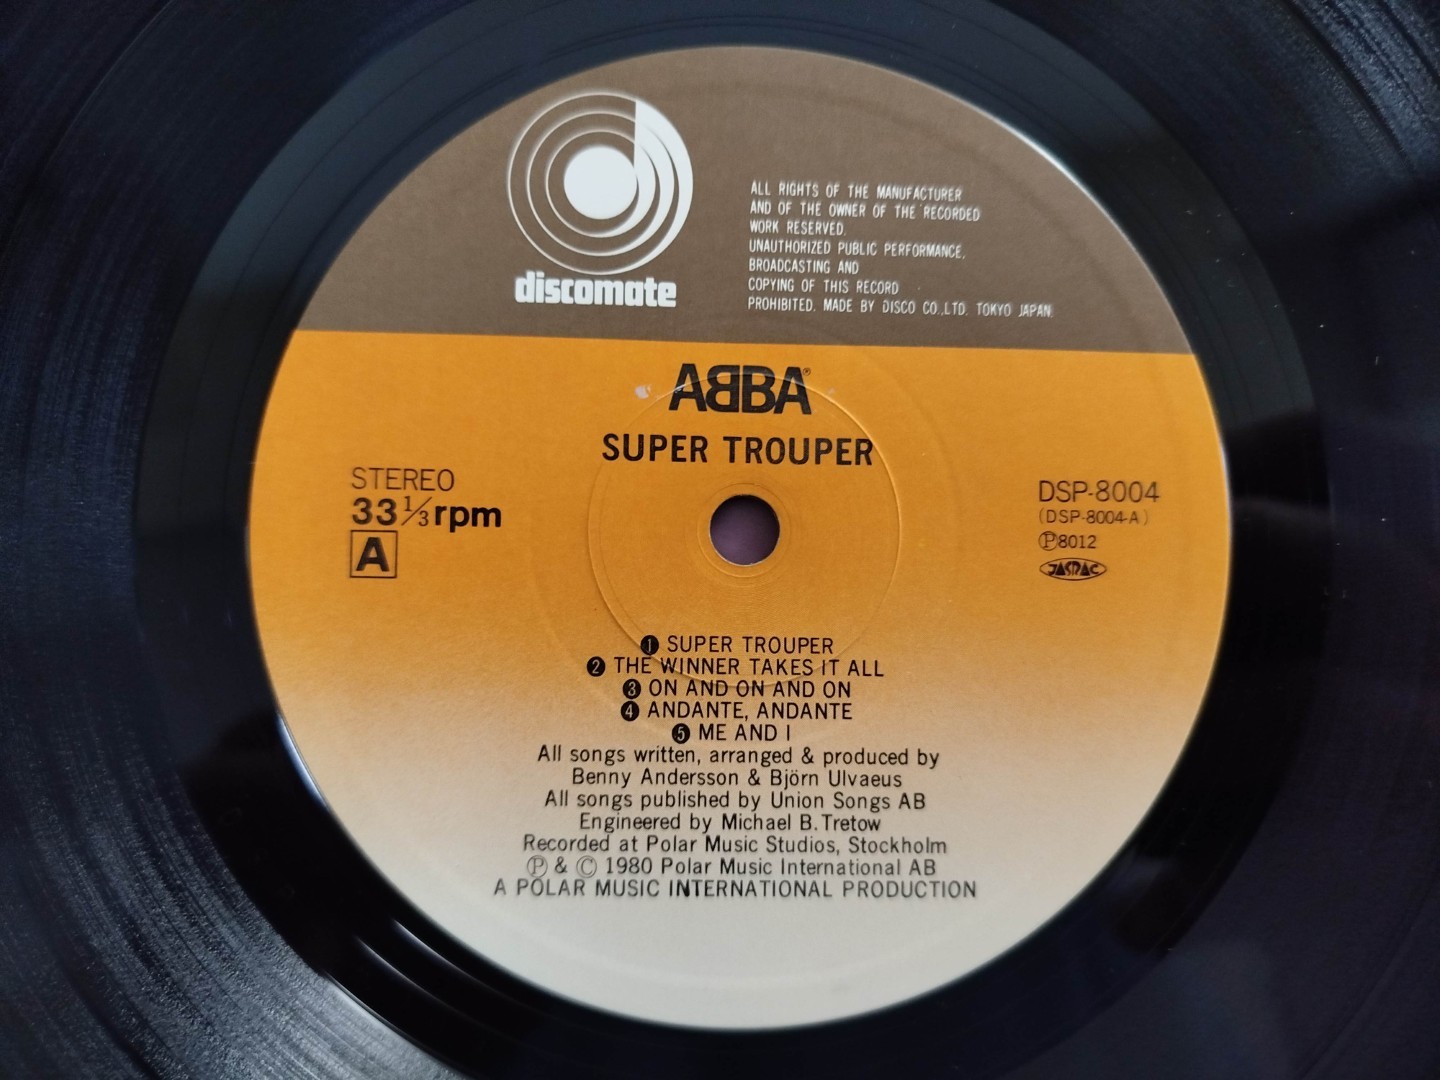 discomate
ALL RIGHTS OF THE MANUFACTURER
AND OF THE OWNER OF THE RECORDED
WORK RESERVED.
UNAUTHORIZED PUBLIC PERFORMANCE,
BROADCASTING AND
COPYING OF THIS RECORD
PROHIBITED. MADE BY DISCO CO.,LTD. TOKYO JAPAN
ABBA®
SUPER TROUPER
STEREO
33 1/3 rpm
A
DSP-8004
(DSP-8004-A)
Ⓟ8012
JASRAC
❶ SUPER TROUPER
❷ THE WINNER TAKES IT ALL
❸ ON AND ON AND ON
❹ ANDANTE, ANDANTE
❺ ME AND I
All songs written, arranged & produced by
Benny Andersson & Björn Ulvaeus
All songs published by Union Songs AB
Engineered by Michael B. Tretow
Recorded at Polar Music Studios, Stockholm
Ⓟ & © 1980 Polar Music International AB
A POLAR MUSIC INTERNATIONAL PRODUCTION